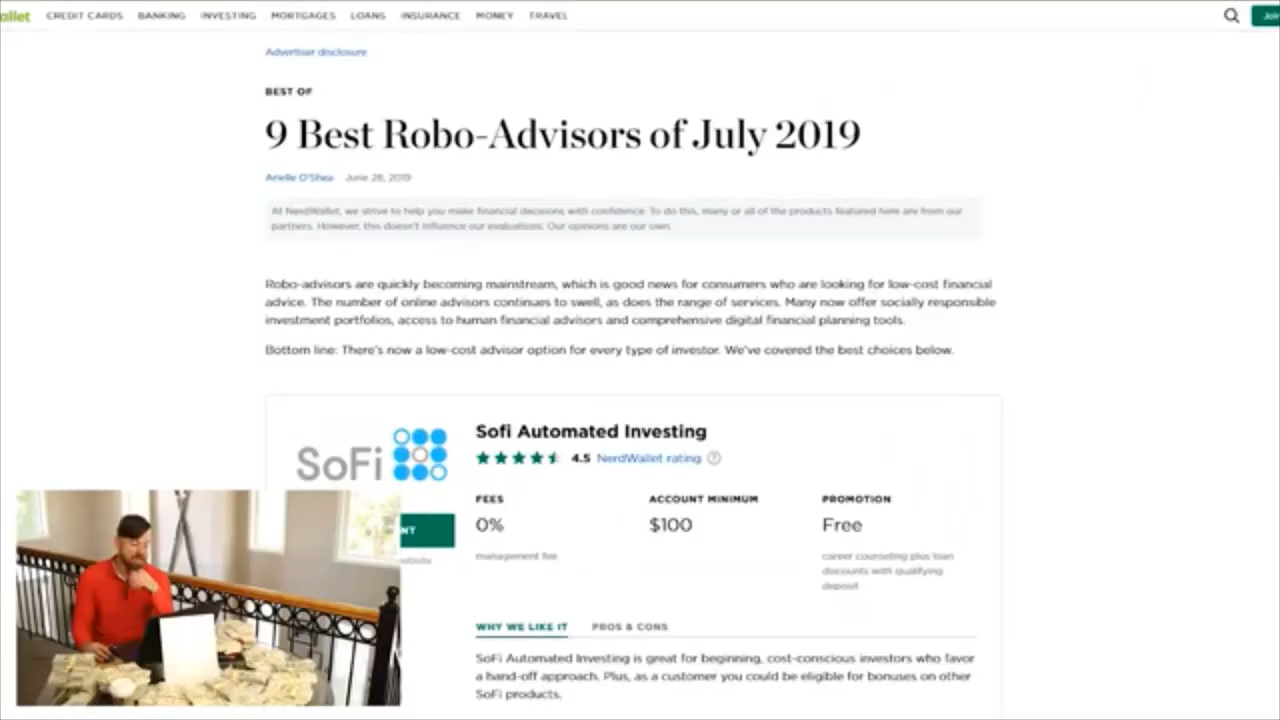 allet CREDIT CARDS BANKING INVESTING MORTGAGES LOANS INSURANCE MONEY TRAVEL Join
Advertiser disclosure
BEST OF
9 Best Robo-Advisors of July 2019
Arielle O'Shea June 28, 2019
At NerdWallet, we strive to help you make financial decisions with confidence. To do this, many or all of the products featured here are from our
partners. However, this doesn't influence our evaluations. Our opinions are our own.
Robo-advisors are quickly becoming mainstream, which is good news for consumers who are looking for low-cost financial
advice. The number of online advisors continues to swell, as does the range of services. Many now offer socially responsible
investment portfolios, access to human financial advisors and comprehensive digital financial planning tools.
Bottom line: There's now a low-cost advisor option for every type of investor. We've covered the best choices below.
SoFi
Sofi Automated Investing
4.5 NerdWallet rating
FEES ACCOUNT MINIMUM PROMOTION
NT 0% $100 Free
ebsite management fee career counseling plus loan
discounts with qualifying
deposit
WHY WE LIKE IT PROS & CONS
SoFi Automated Investing is great for beginning, cost-conscious investors who favor
a hand-off approach. Plus, as a customer you could be eligible for bonuses on other
SoFi products.